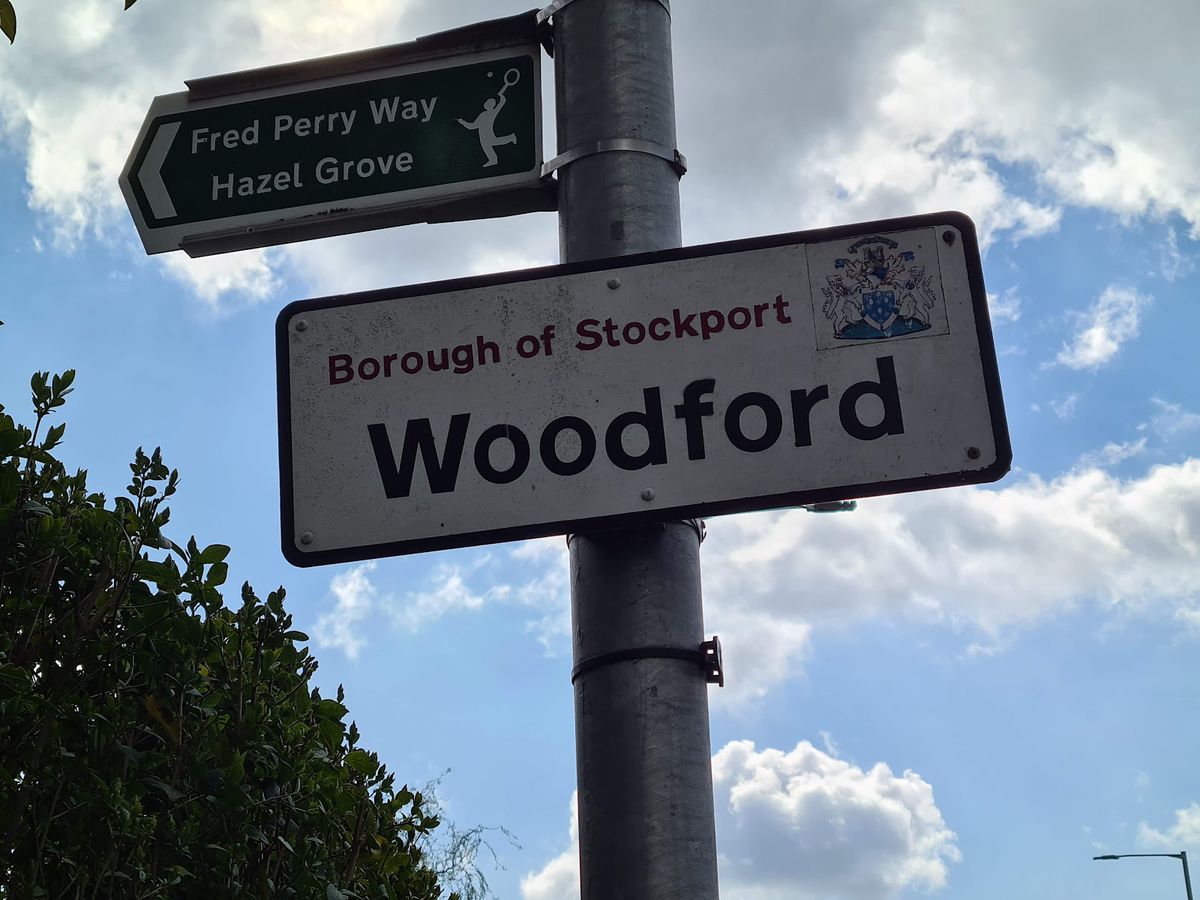 Fred Perry Way
Hazel Grove
Borough of Stockport
Woodford